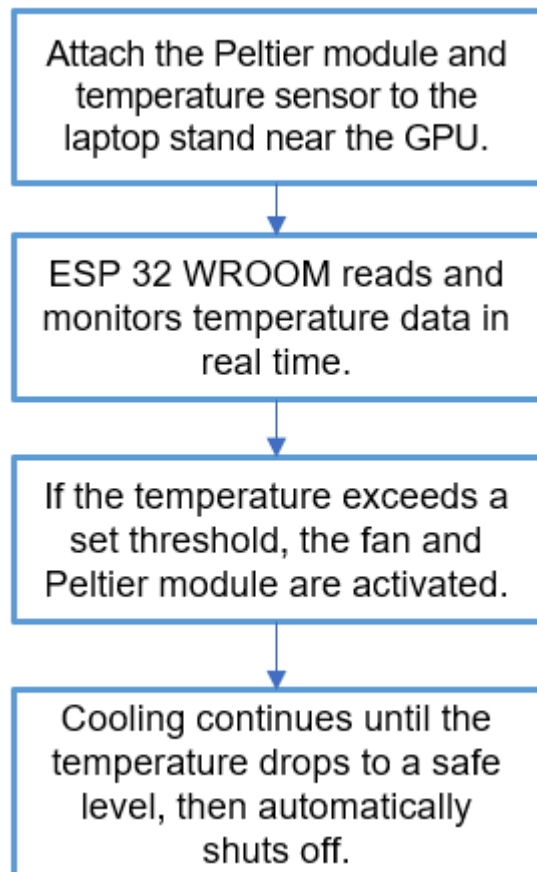 Attach the Peltier module and
temperature sensor to the
laptop stand near the GPU.
ESP 32 WROOM reads and
monitors temperature data in
real time.
If the temperature exceeds a
set threshold, the fan and
Peltier module are activated.
Cooling continues until the
temperature drops to a safe
level, then automatically
shuts off.